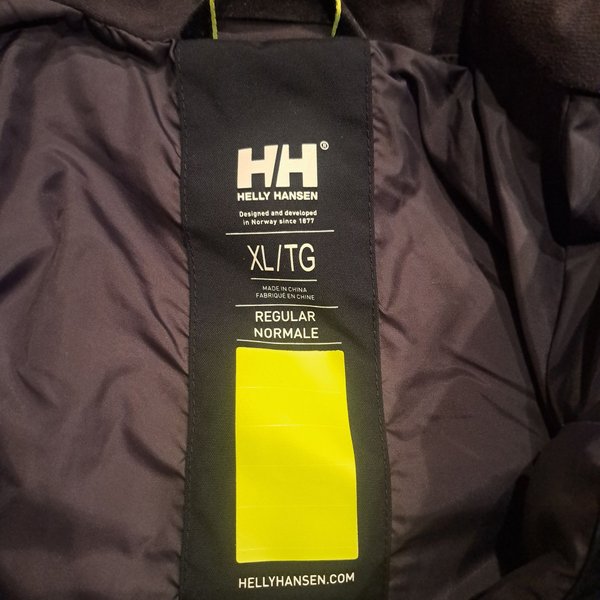 HH®
HELLY HANSEN
Designed and developed
in Norway since 1877
XL/TG
MADE IN CHINA
FABRIQUÉ EN CHINE
REGULAR
NORMALE
HELLYHANSEN.COM